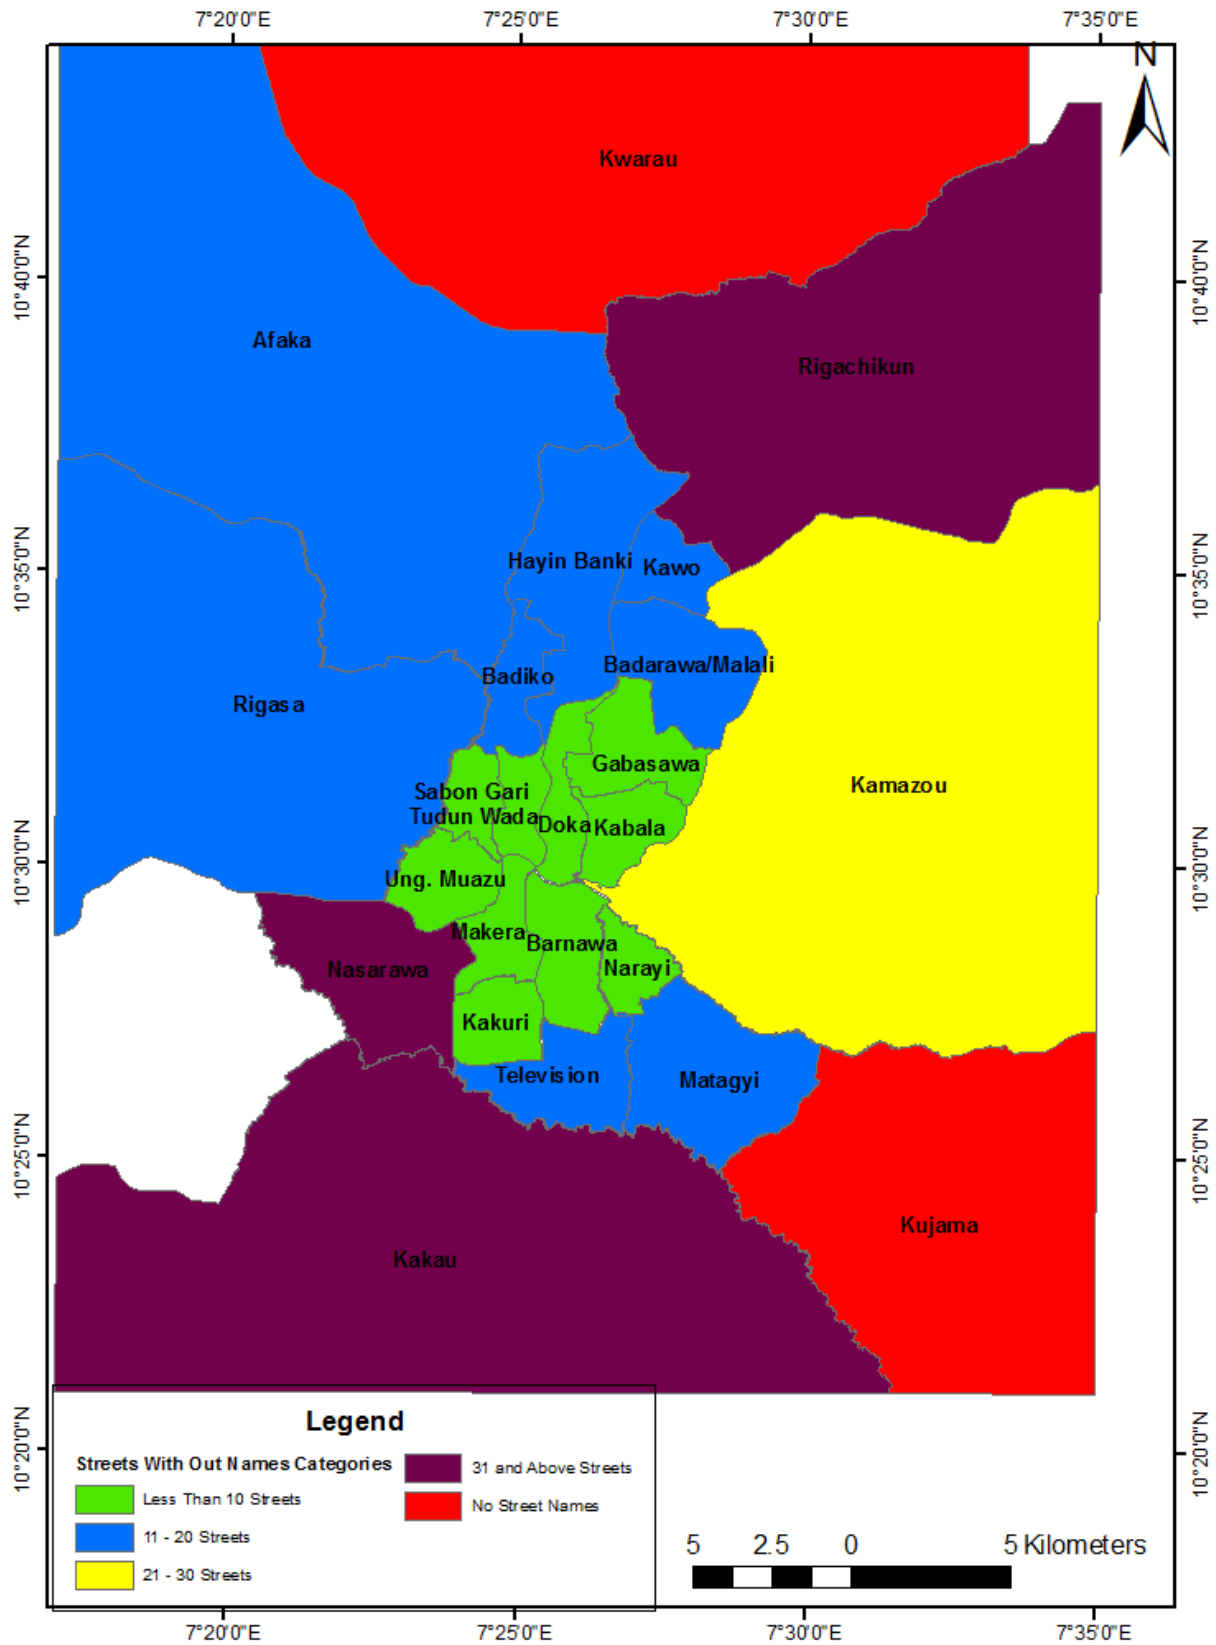 7°20'0"E 7°25'0"E 7°30'0"E 7°35'0"E
N
Kwarau
10°40'0"N
10°40'0"N
Afaka
Rigachikun
10°35'0"N
10°35'0"N
Hayin Banki
Kawo
Badarawa/Malali
Badiko
Rigasa
Gabasawa
Kamazou
Sabon Gari
Tudun Wada
Doka
Kabala
10°30'0"N
10°30'0"N
Ung. Muazu
Makera
Barnawa
Narayi
Nasarawa
Kakuri
Television
Matagyi
10°25'0"N
10°25'0"N
Kujama
Kakau
10°20'0"N
10°20'0"N
Legend
Streets With Out Names Categories
Less Than 10 Streets
11 - 20 Streets
21 - 30 Streets
31 and Above Streets
No Street Names
5 2.5 0 5 Kilometers
7°20'0"E 7°25'0"E 7°30'0"E 7°35'0"E